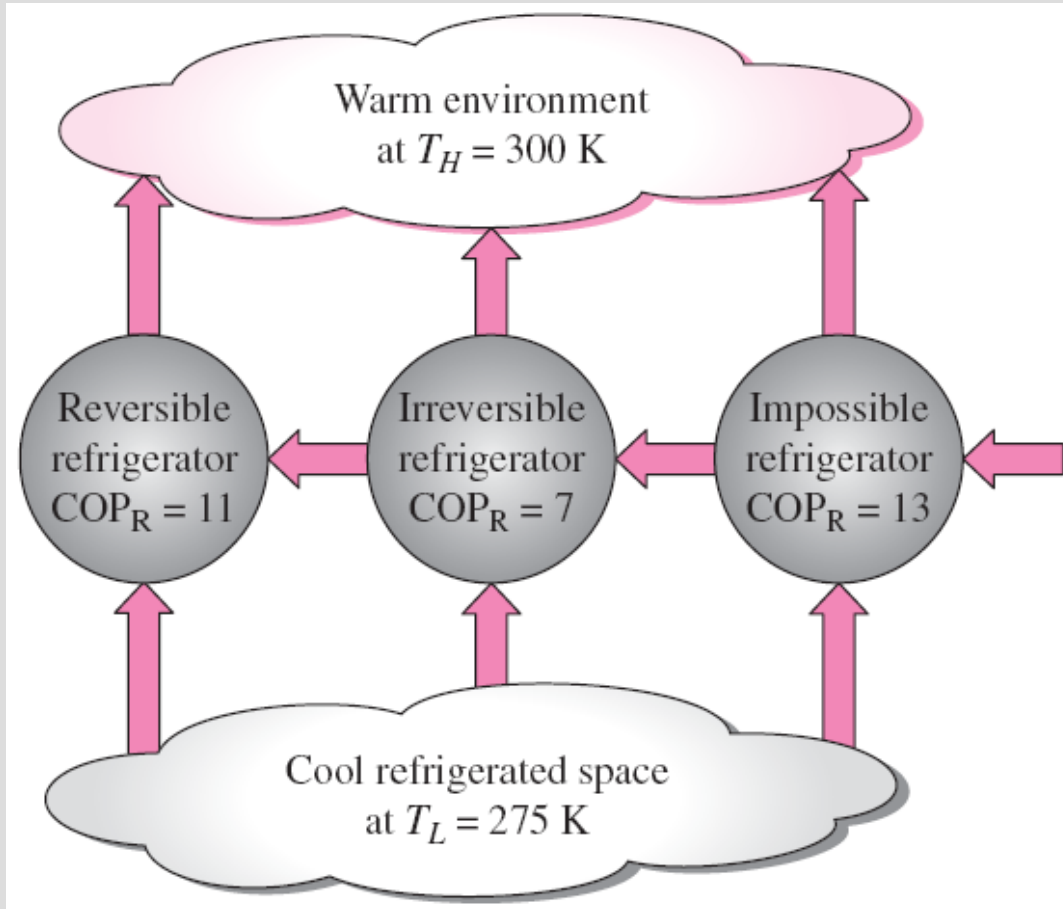 Warm environment
at T_H = 300 K
Reversible
refrigerator
COP_R = 11
Irreversible
refrigerator
COP_R = 7
Impossible
refrigerator
COP_R = 13
Cool refrigerated space
at T_L = 275 K